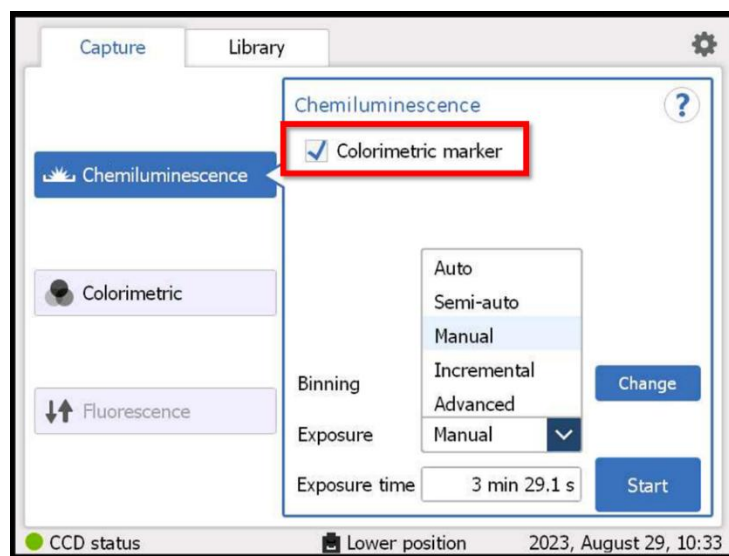 Capture
Library
Chemiluminescence
?
Colorimetric marker
Chemiluminescence
Colorimetric
Fluorescence
Auto
Semi-auto
Manual
Incremental
Advanced
Binning
Change
Exposure
Manual
Exposure time
3 min 29.1 s
Start
CCD status
Lower position
2023, August 29, 10:33